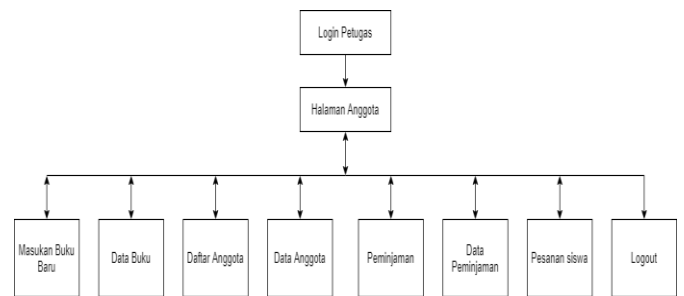 Login Petugas
Halaman Anggota
Masukan Buku
Baru
Data Buku
Daftar Anggota
Data Anggota
Peminjaman
Data
Peminjaman
Pesanan siswa
Logout